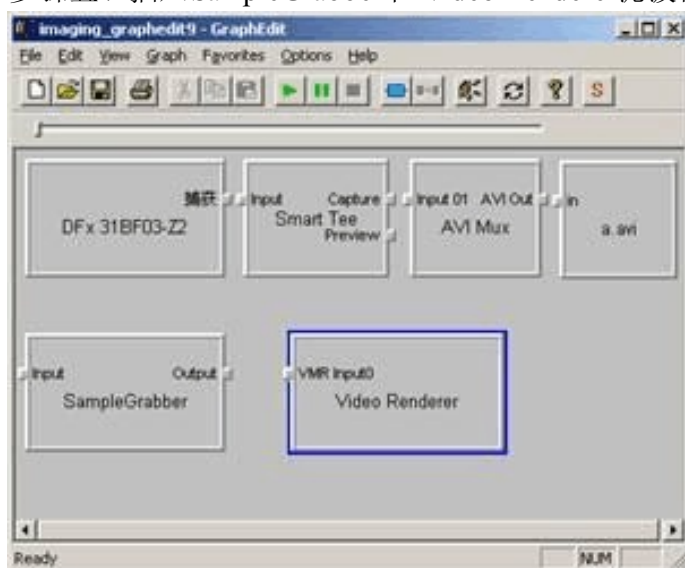 imaging_graphedit9 - GraphEdit
File Edit View Graph Favorites Options Help
捕获
DFx 31BF03-Z2
Input Capture
Smart Tee
Preview
Input 01 AVI Out
AVI Mux
in
a.avi
Input Output
SampleGrabber
VMR Input0
Video Renderer
Ready NUM